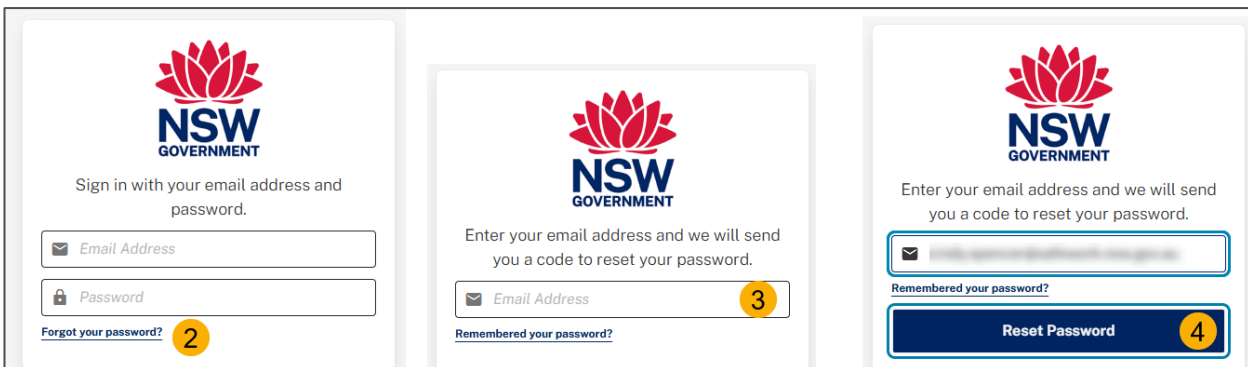 NSW
GOVERNMENT
Sign in with your email address and
password.
Email Address
Password
Forgot your password?
2
NSW
GOVERNMENT
Enter your email address and we will send
you a code to reset your password.
Email Address
3
Remembered your password?
NSW
GOVERNMENT
Enter your email address and we will send
you a code to reset your password.
Remembered your password?
Reset Password
4